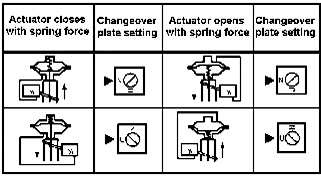 Actuator closes
with spring force
Changeover
plate setting
Actuator opens
with spring force
Changeover
plate setting
N
U
U